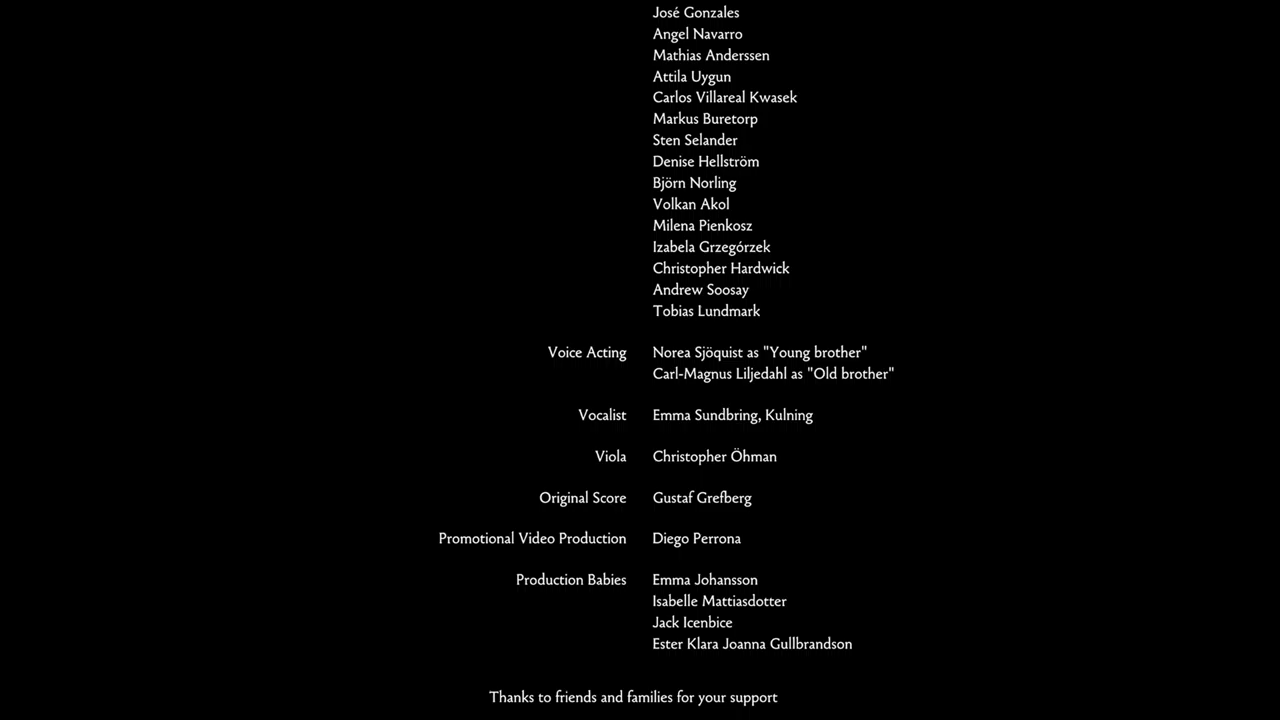 José Gonzales
Angel Navarro
Mathias Anderssen
Attila Uygun
Carlos Villareal Kwasek
Markus Buretorp
Sten Selander
Denise Hellström
Björn Norling
Volkan Akol
Milena Pienkosz
Izabela Grzegórzek
Christopher Hardwick
Andrew Soosay
Tobias Lundmark
Voice Acting Norea Sjöquist as "Young brother"
Carl-Magnus Liljedahl as "Old brother"
Vocalist Emma Sundbring, Kulning
Viola Christopher Öhman
Original Score Gustaf Grefberg
Promotional Video Production Diego Perrona
Production Babies Emma Johansson
Isabelle Mattiasdotter
Jack Icenbice
Ester Klara Joanna Gullbrandson
Thanks to friends and families for your support